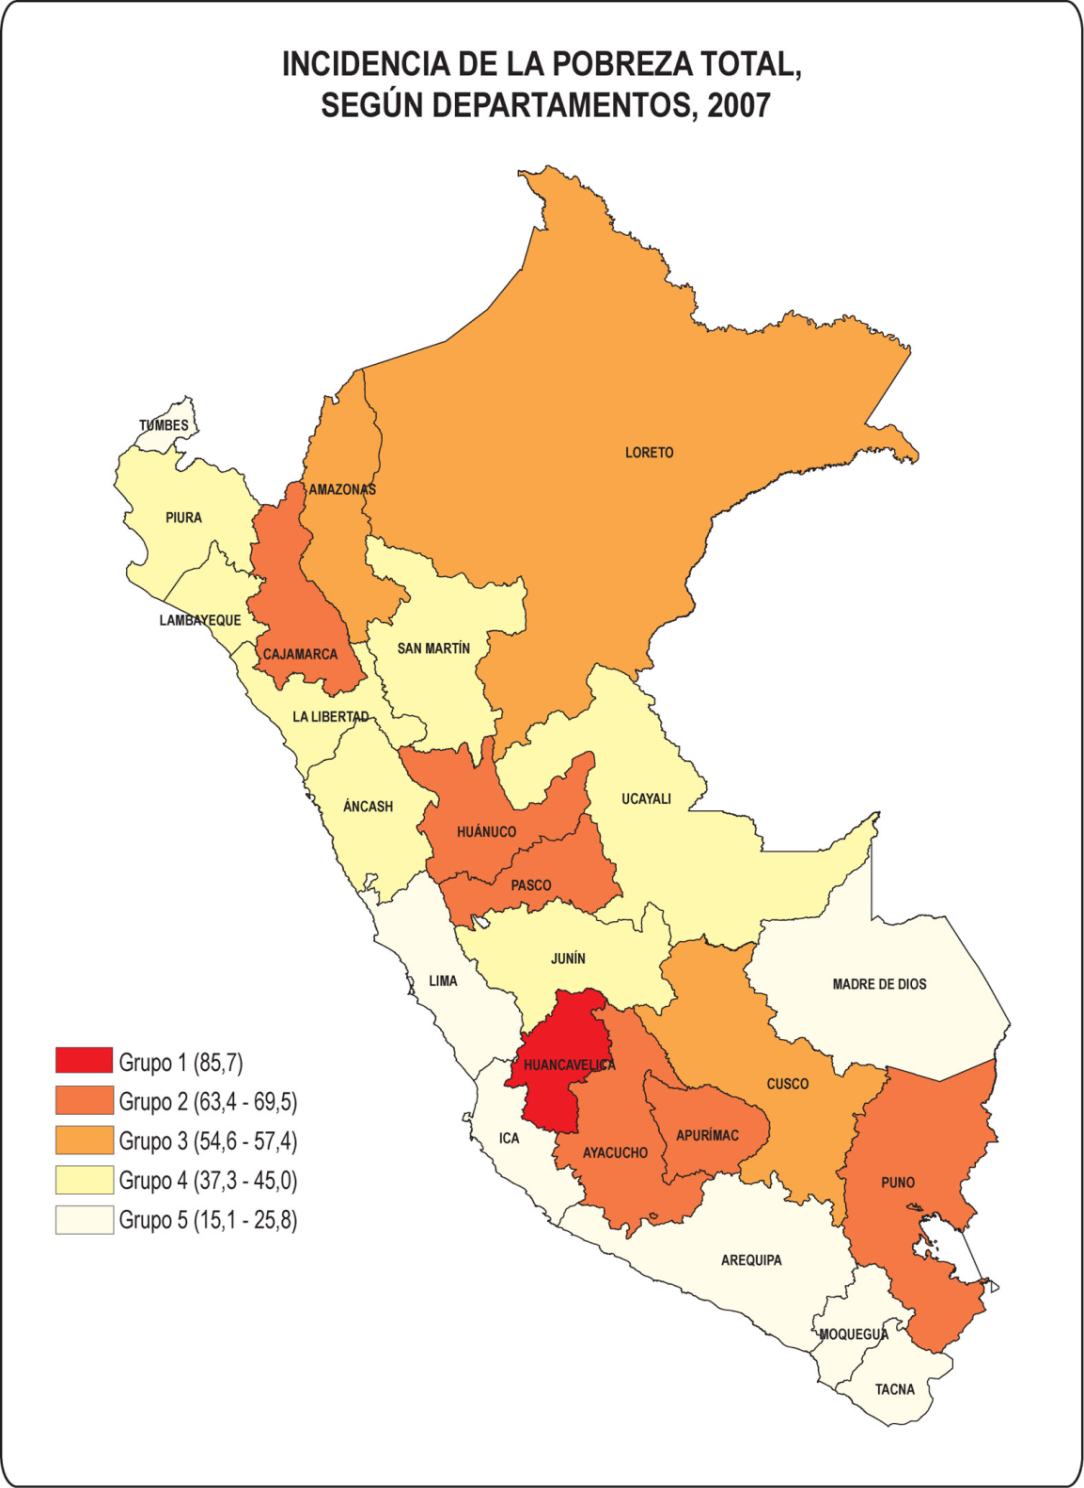 INCIDENCIA DE LA POBREZA TOTAL,
SEGÚN DEPARTAMENTOS, 2007
TUMBES
LORETO
AMAZONAS
PIURA
LAMBAYEQUE
SAN MARTÍN
CAJAMARCA
LA LIBERTAD
UCAYALI
ÁNCASH
HUÁNUCO
PASCO
JUNÍN
LIMA
MADRE DE DIOS
HUANCAVELICA
CUSCO
ICA
APURÍMAC
AYACUCHO
PUNO
AREQUIPA
MOQUEGUA
TACNA
Grupo 1 (85,7)
Grupo 2 (63,4 - 69,5)
Grupo 3 (54,6 - 57,4)
Grupo 4 (37,3 - 45,0)
Grupo 5 (15,1 - 25,8)